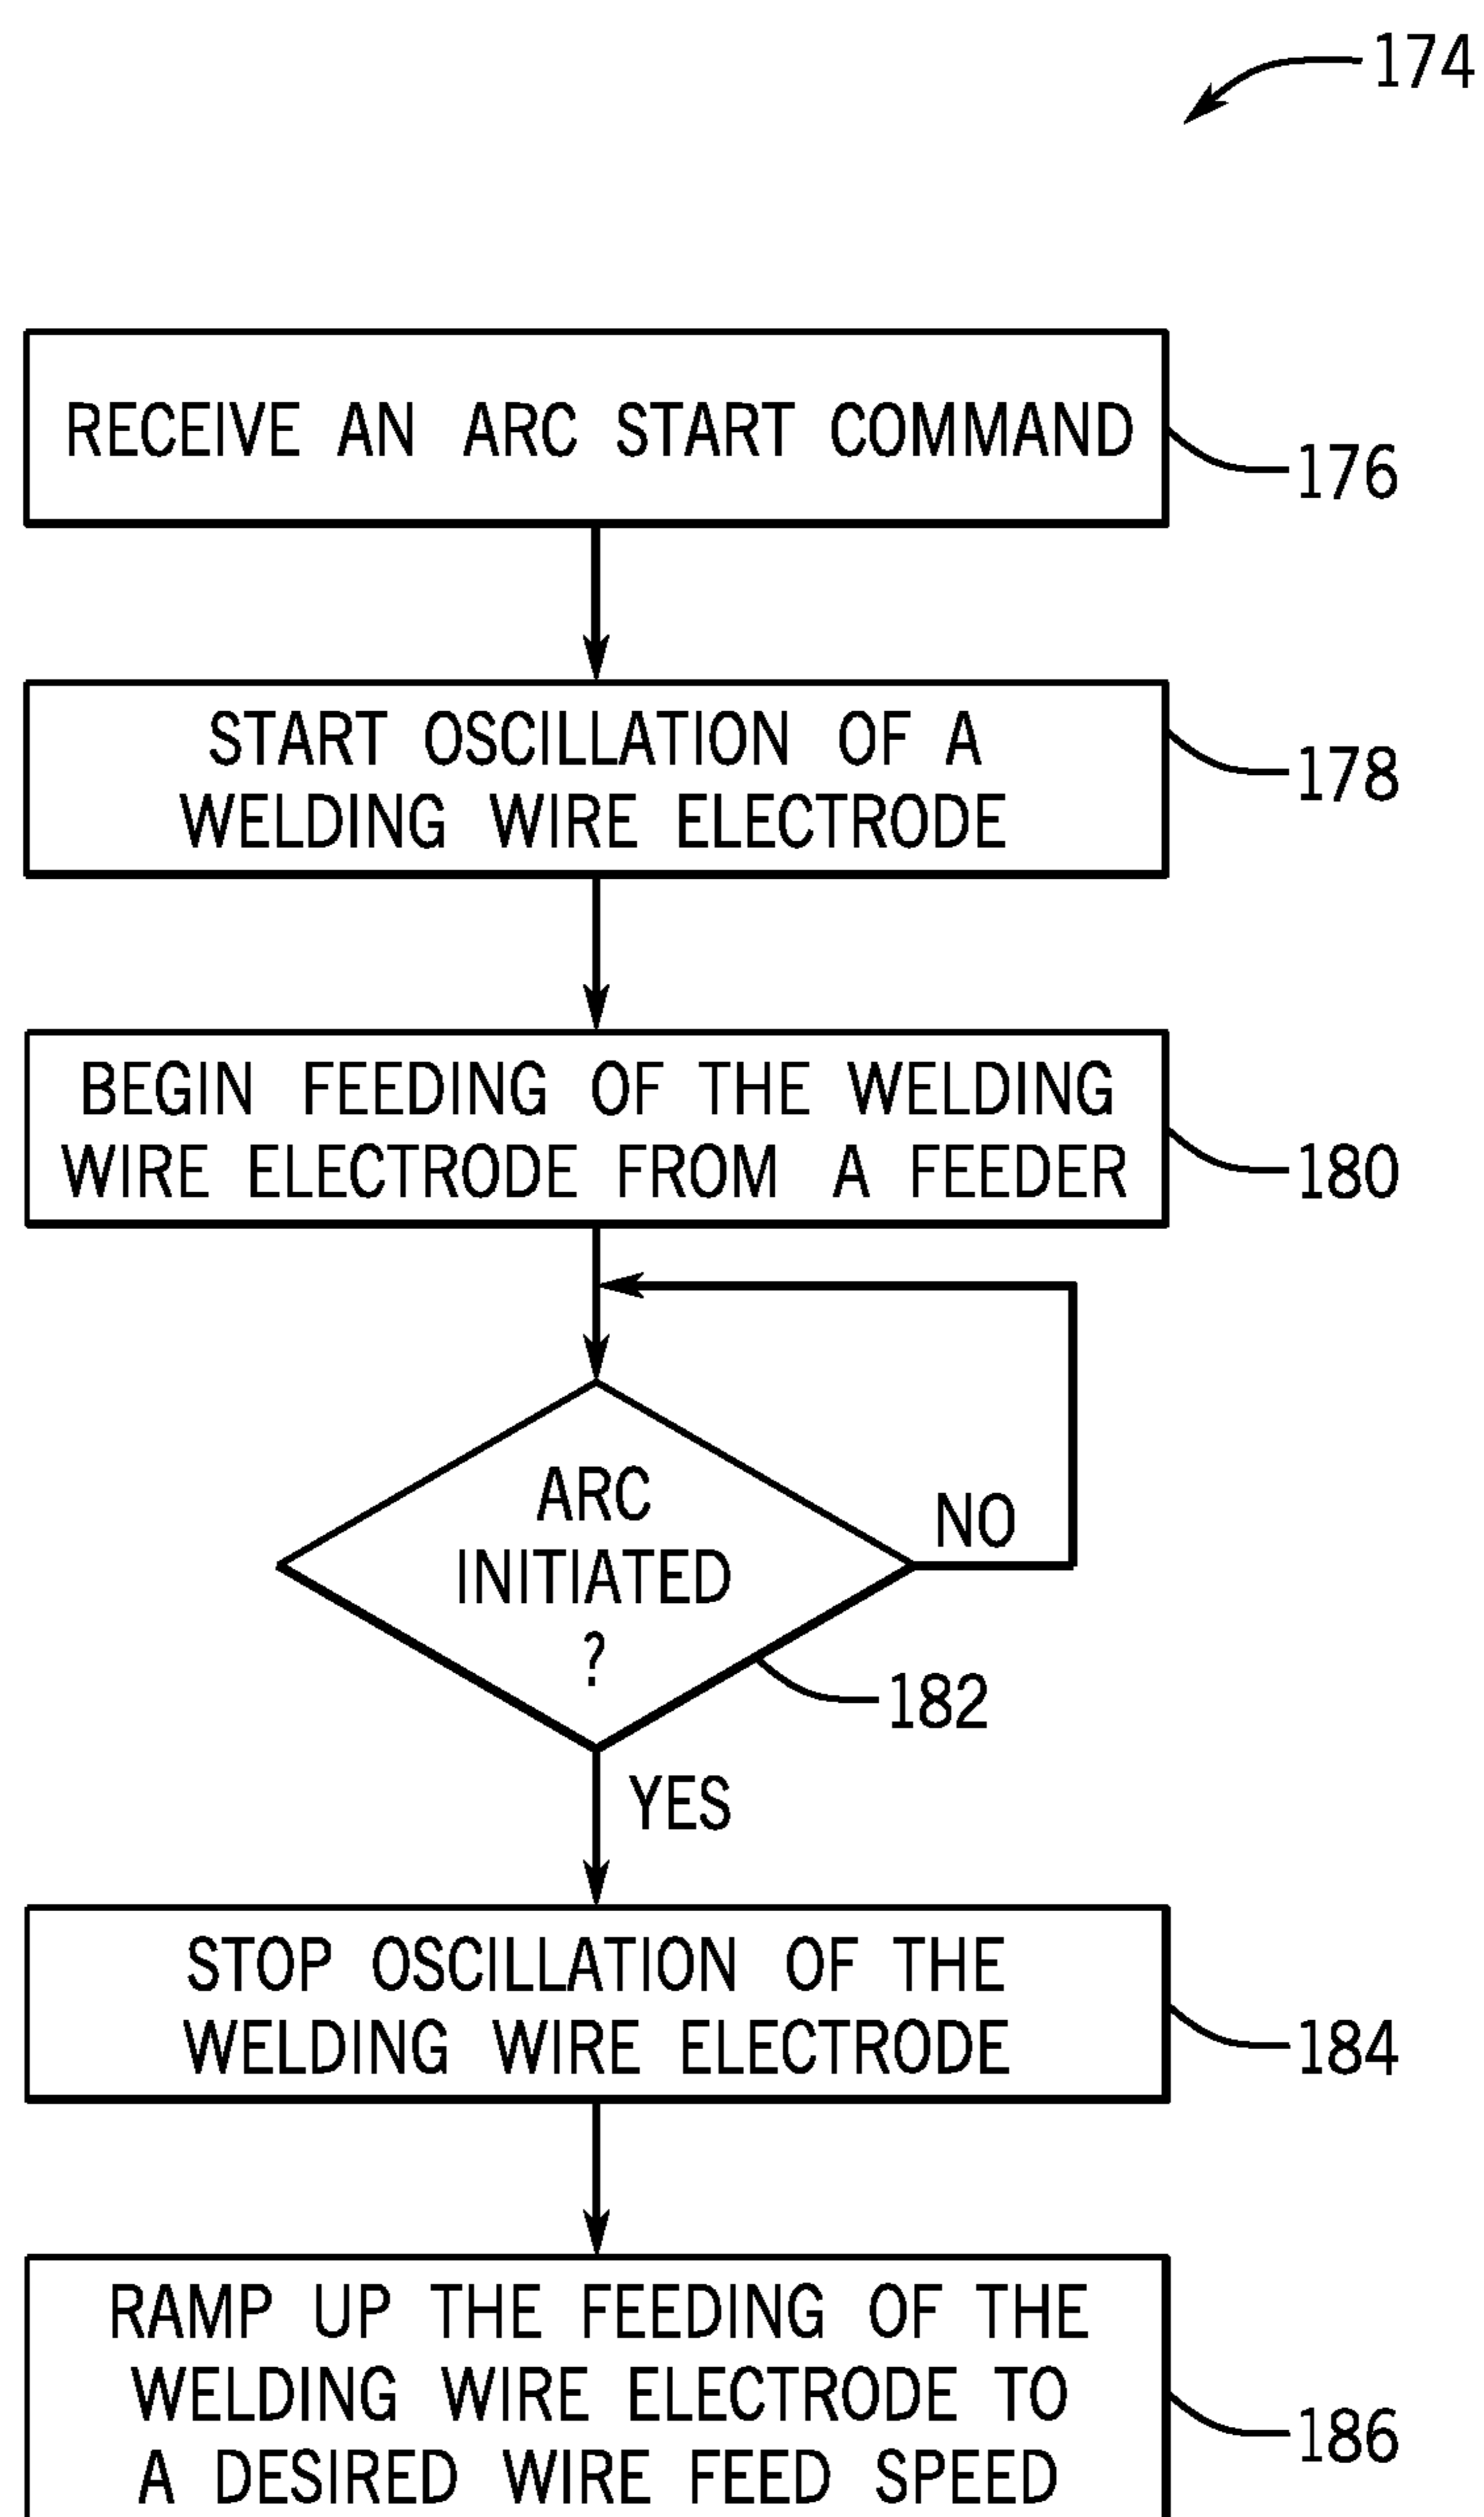 174
RECEIVE AN ARC START COMMAND
176
START OSCILLATION OF A
WELDING WIRE ELECTRODE
178
BEGIN FEEDING OF THE WELDING
WIRE ELECTRODE FROM A FEEDER
180
ARC
INITIATED
?
NO
182
YES
STOP OSCILLATION OF THE
WELDING WIRE ELECTRODE
184
RAMP UP THE FEEDING OF THE
WELDING WIRE ELECTRODE TO
A DESIRED WIRE FEED SPEED
186